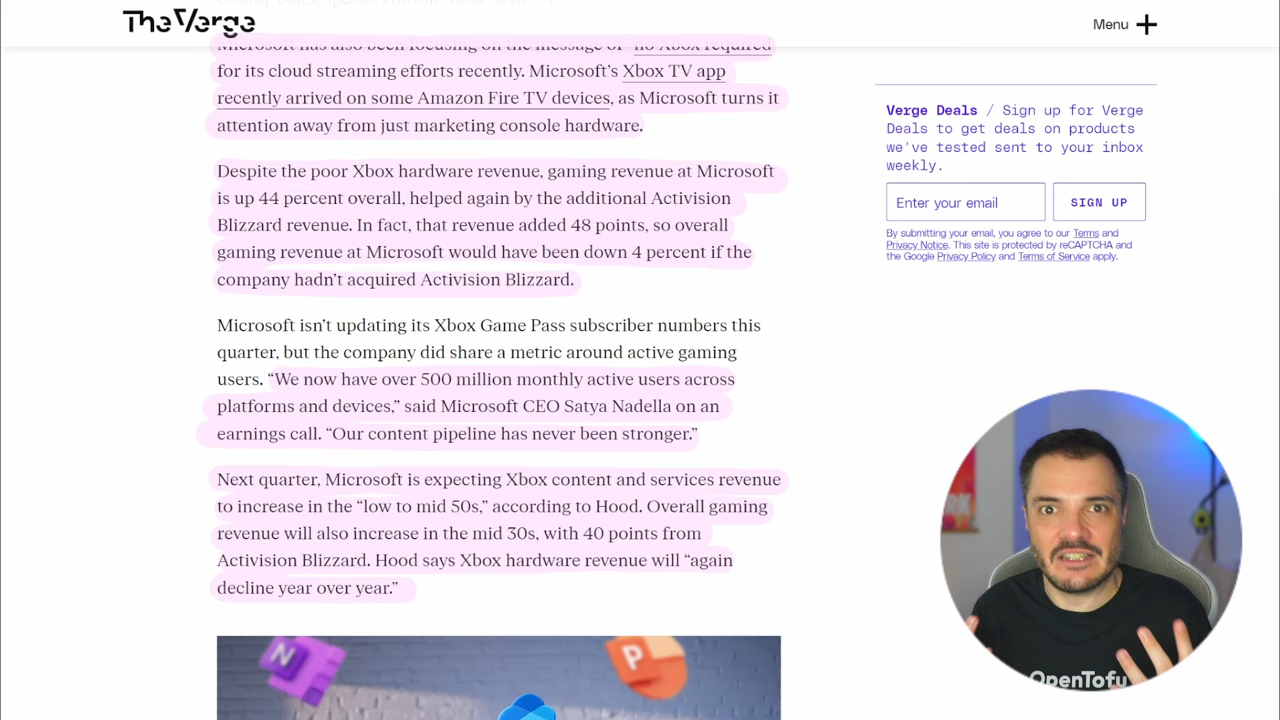 TheVerge
Menu
Microsoft has also been focusing on the message of “no Xbox required
for its cloud streaming efforts recently. Microsoft’s Xbox TV app
recently arrived on some Amazon Fire TV devices, as Microsoft turns it
attention away from just marketing console hardware.
Despite the poor Xbox hardware revenue, gaming revenue at Microsoft
is up 44 percent overall, helped again by the additional Activision
Blizzard revenue. In fact, that revenue added 48 points, so overall
gaming revenue at Microsoft would have been down 4 percent if the
company hadn’t acquired Activision Blizzard.
Microsoft isn’t updating its Xbox Game Pass subscriber numbers this
quarter, but the company did share a metric around active gaming
users. “We now have over 500 million monthly active users across
platforms and devices,” said Microsoft CEO Satya Nadella on an
earnings call. “Our content pipeline has never been stronger.”
Next quarter, Microsoft is expecting Xbox content and services revenue
to increase in the “low to mid 50s,” according to Hood. Overall gaming
revenue will also increase in the mid 30s, with 40 points from
Activision Blizzard. Hood says Xbox hardware revenue will “again
decline year over year.”
N
P
Verge Deals / Sign up for Verge
Deals to get deals on products
we've tested sent to your inbox
weekly.
Enter your email
SIGN UP
By submitting your email, you agree to our Terms and
Privacy Notice. This site is protected by reCAPTCHA and
the Google Privacy Policy and Terms of Service apply.
OpenTofu